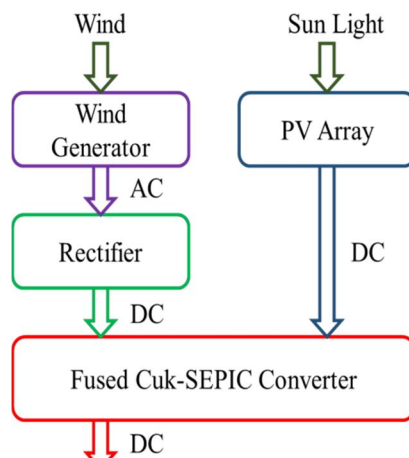 Wind
Sun Light
Wind
Generator
PV Array
AC
Rectifier
DC
DC
Fused Cuk-SEPIC Converter
DC